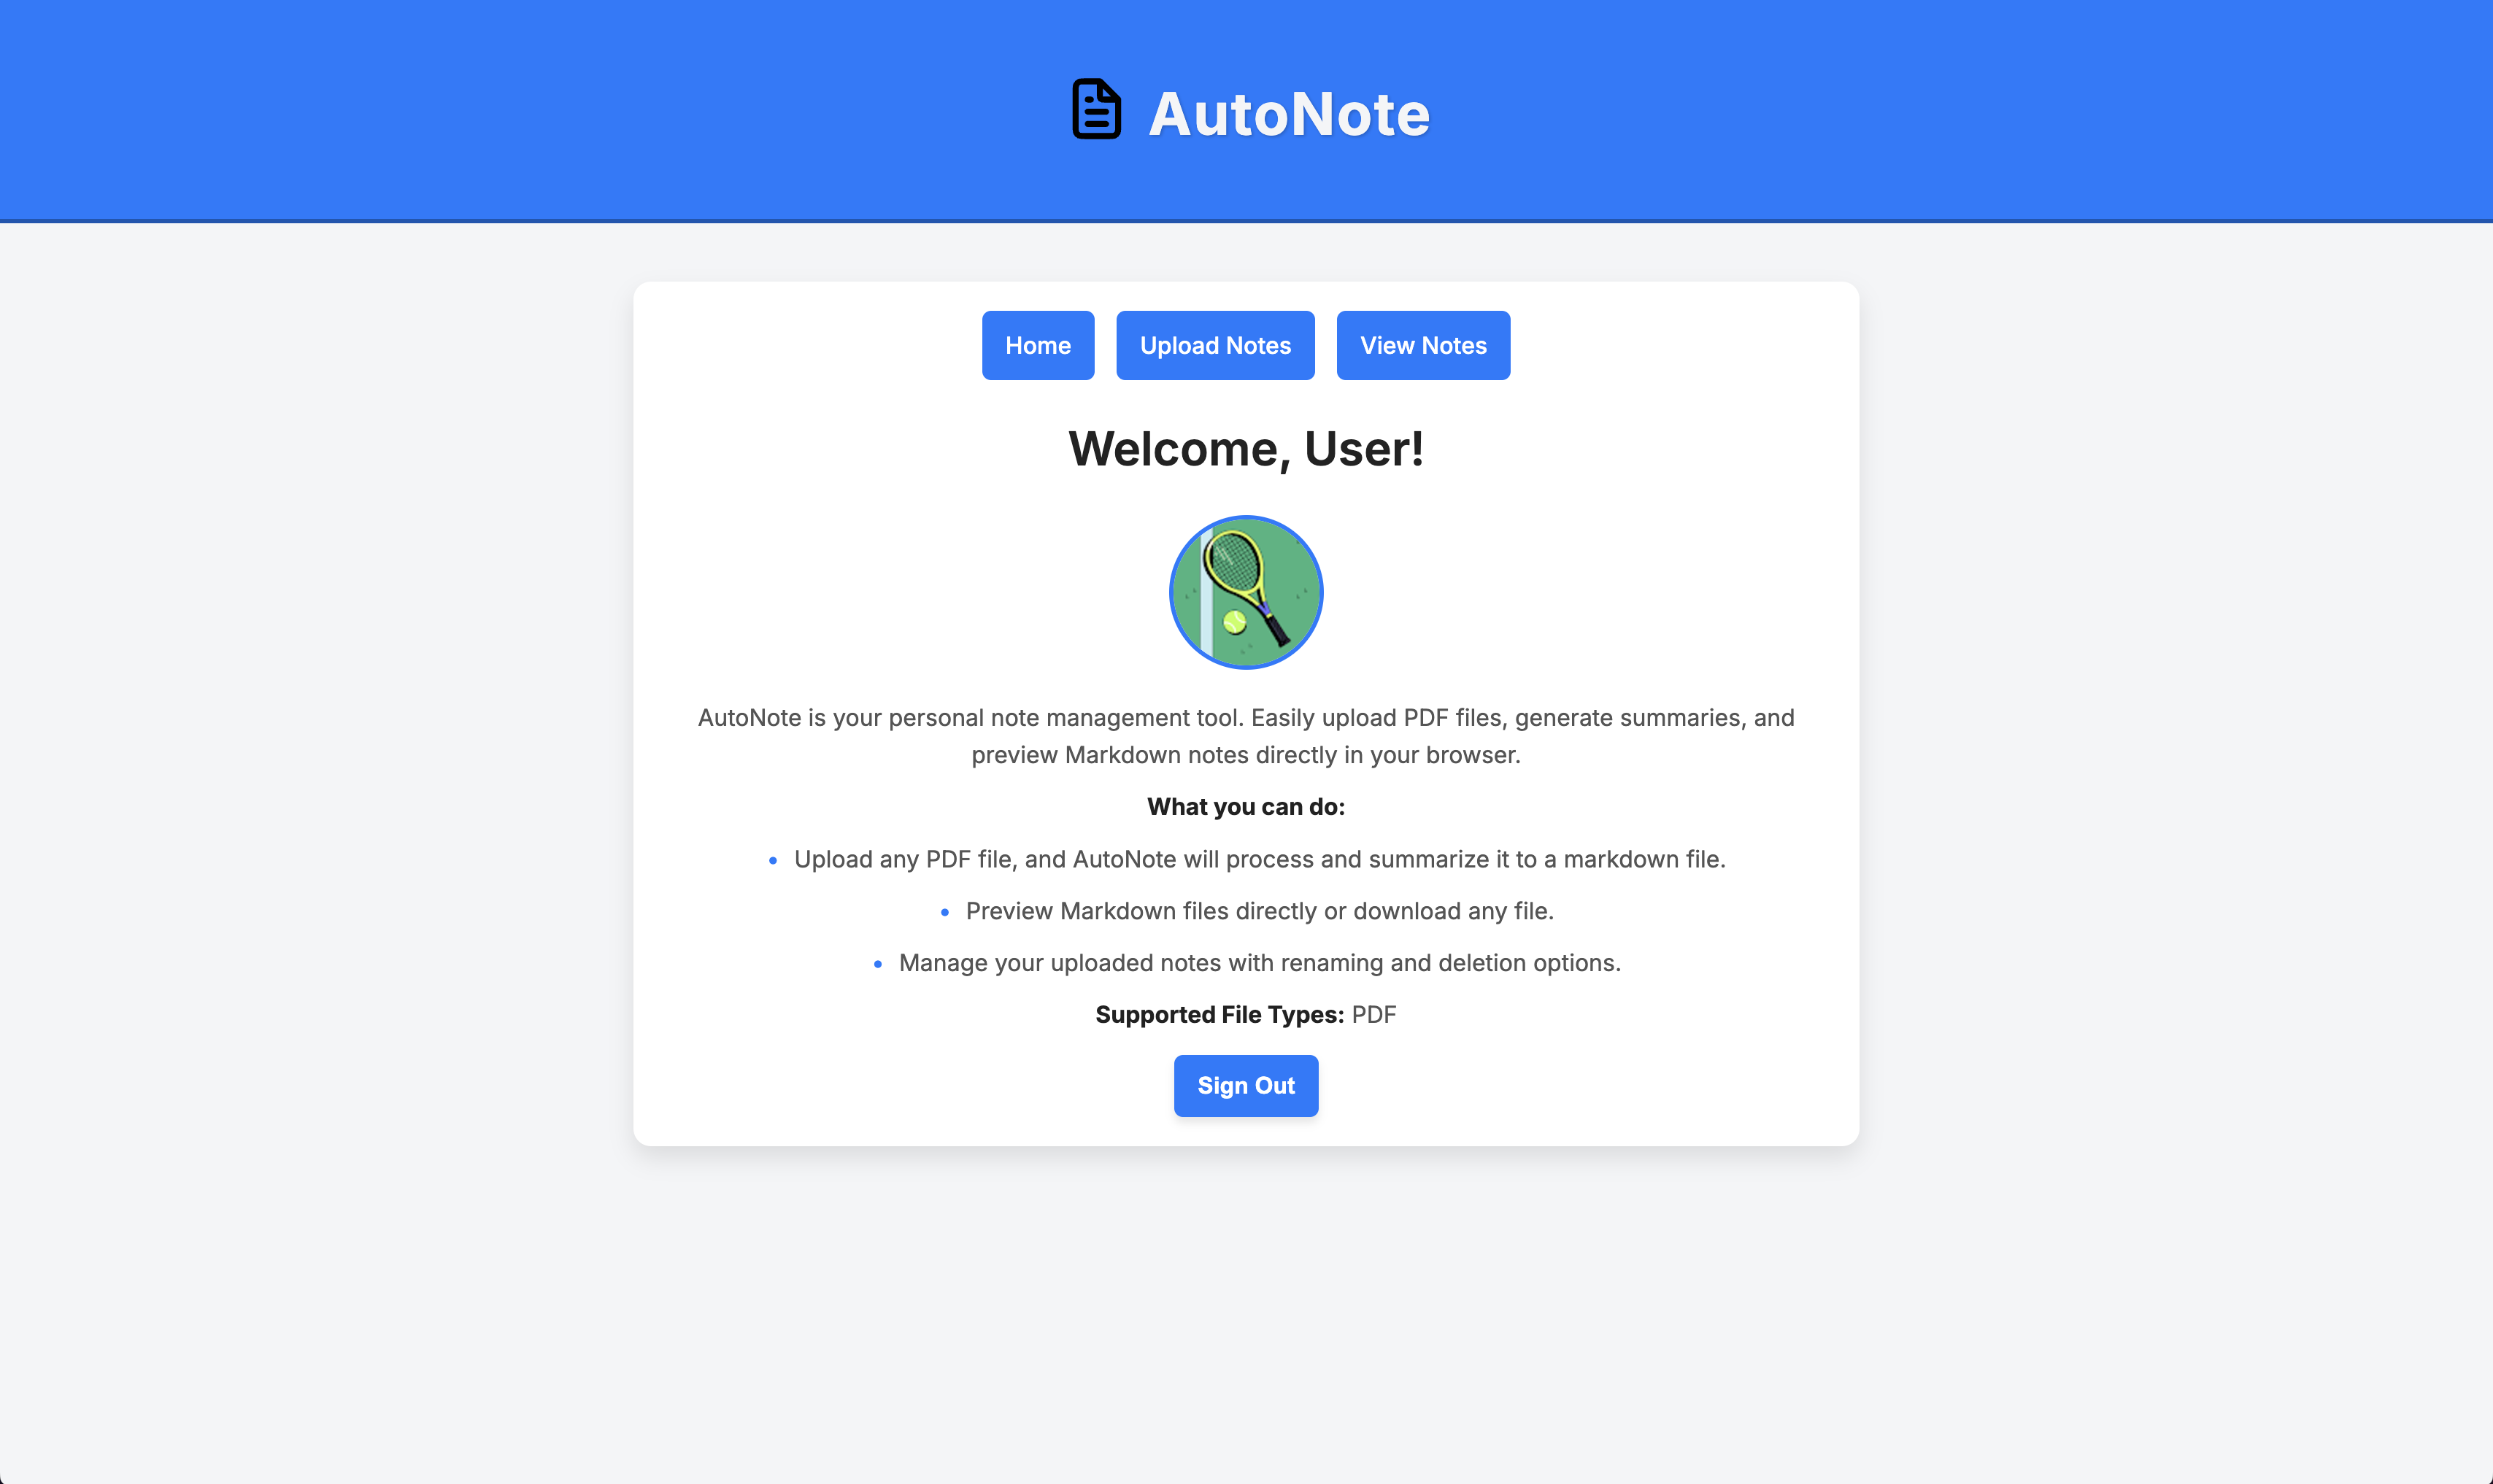 AutoNote
Home
Upload Notes
View Notes
Welcome, User!
AutoNote is your personal note management tool. Easily upload PDF files, generate summaries, and
preview Markdown notes directly in your browser.
What you can do:
• Upload any PDF file, and AutoNote will process and summarize it to a markdown file.
• Preview Markdown files directly or download any file.
• Manage your uploaded notes with renaming and deletion options.
Supported File Types: PDF
Sign Out